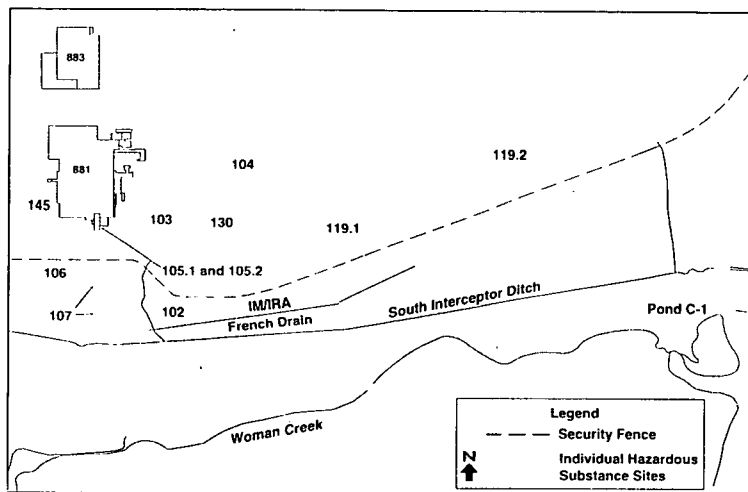 883
881
104
119.2
145
103
130
119.1
105.1 and 105.2
106
102
107
IM/IRA
French Drain
South Interceptor Ditch
Pond C-1
Woman Creek
Legend
Security Fence
N
Individual Hazardous
Substance Sites